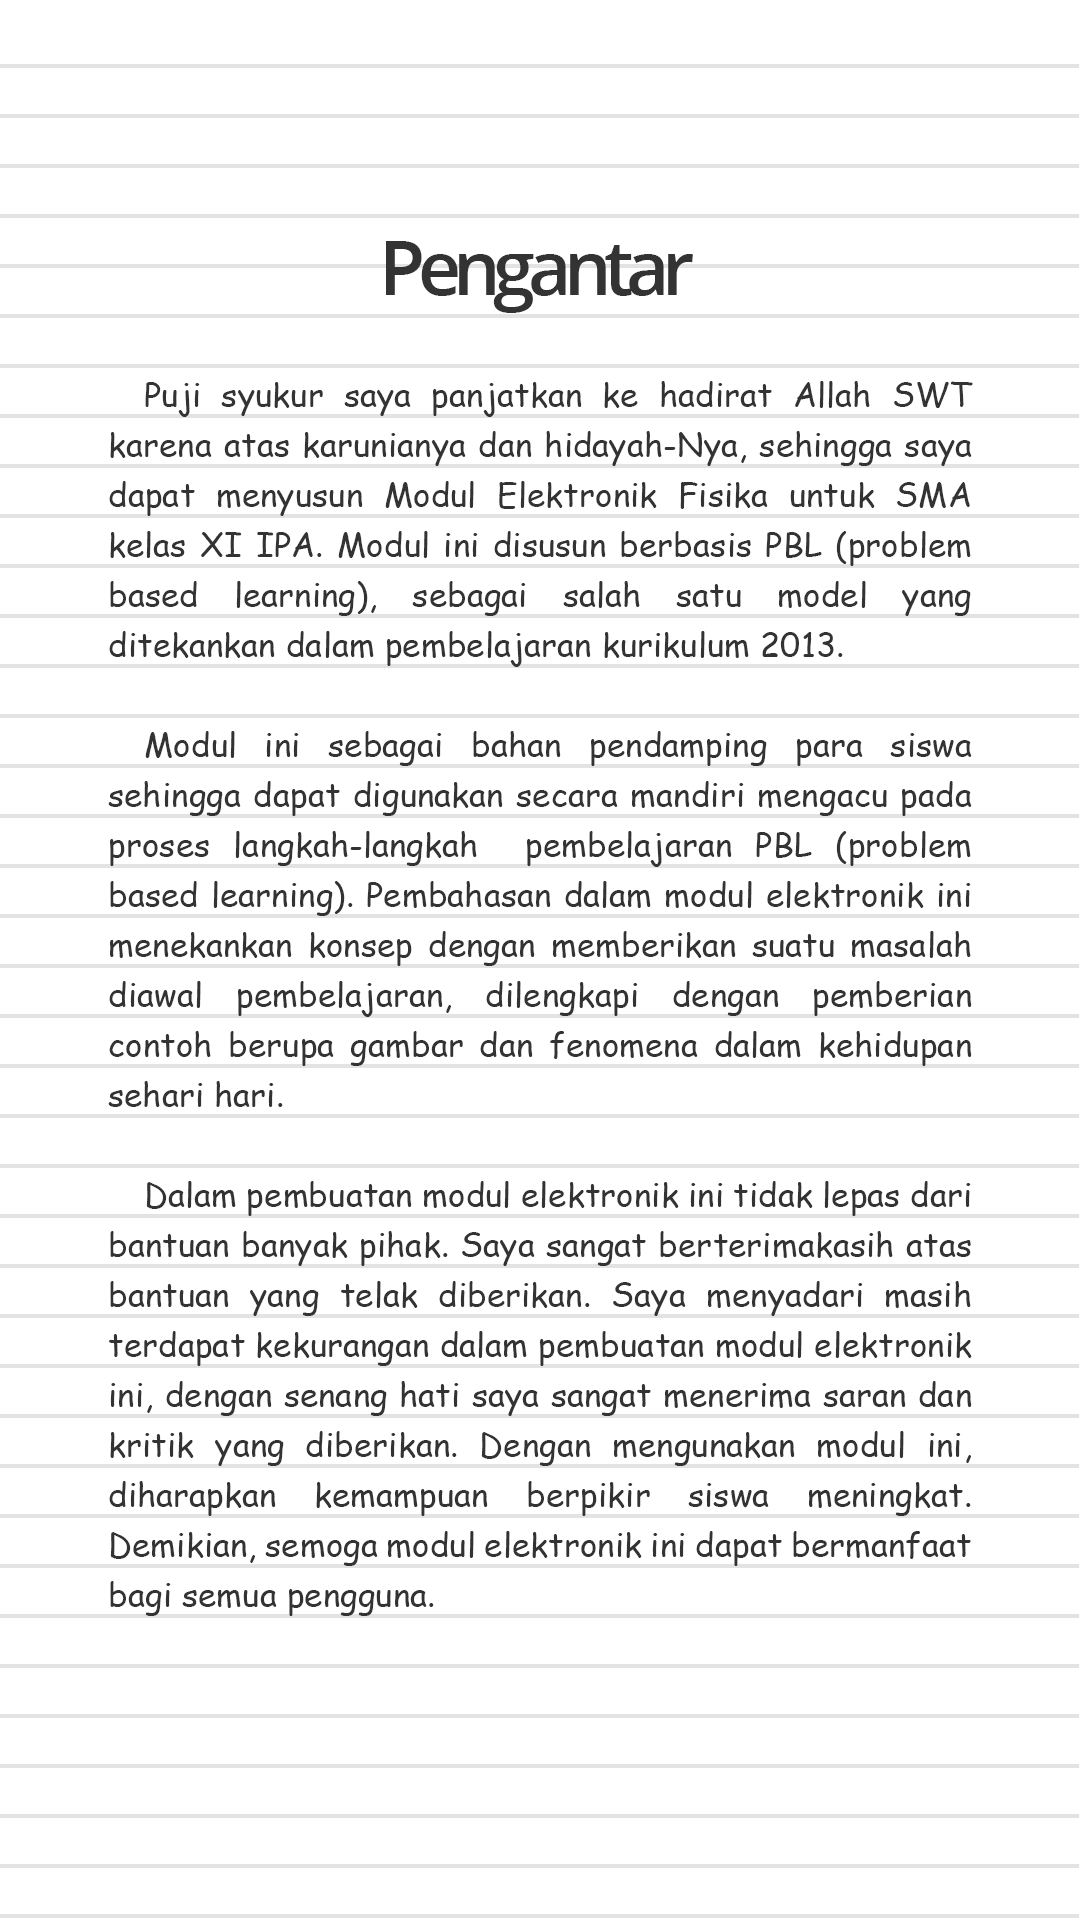 Pengantar
Puji syukur saya panjatkan ke hadirat Allah SWT
karena atas karunianya dan hidayah-Nya, sehingga saya
dapat menyusun Modul Elektronik Fisika untuk SMA
kelas XI IPA. Modul ini disusun berbasis PBL (problem
based learning), sebagai salah satu model yang
ditekankan dalam pembelajaran kurikulum 2013.
Modul ini sebagai bahan pendamping para siswa
sehingga dapat digunakan secara mandiri mengacu pada
proses langkah-langkah pembelajaran PBL (problem
based learning). Pembahasan dalam modul elektronik ini
menekankan konsep dengan memberikan suatu masalah
diawal pembelajaran, dilengkapi dengan pemberian
contoh berupa gambar dan fenomena dalam kehidupan
sehari hari.
Dalam pembuatan modul elektronik ini tidak lepas dari
bantuan banyak pihak. Saya sangat berterimakasih atas
bantuan yang telak diberikan. Saya menyadari masih
terdapat kekurangan dalam pembuatan modul elektronik
ini, dengan senang hati saya sangat menerima saran dan
kritik yang diberikan. Dengan mengunakan modul ini,
diharapkan kemampuan berpikir siswa meningkat.
Demikian, semoga modul elektronik ini dapat bermanfaat
bagi semua pengguna.